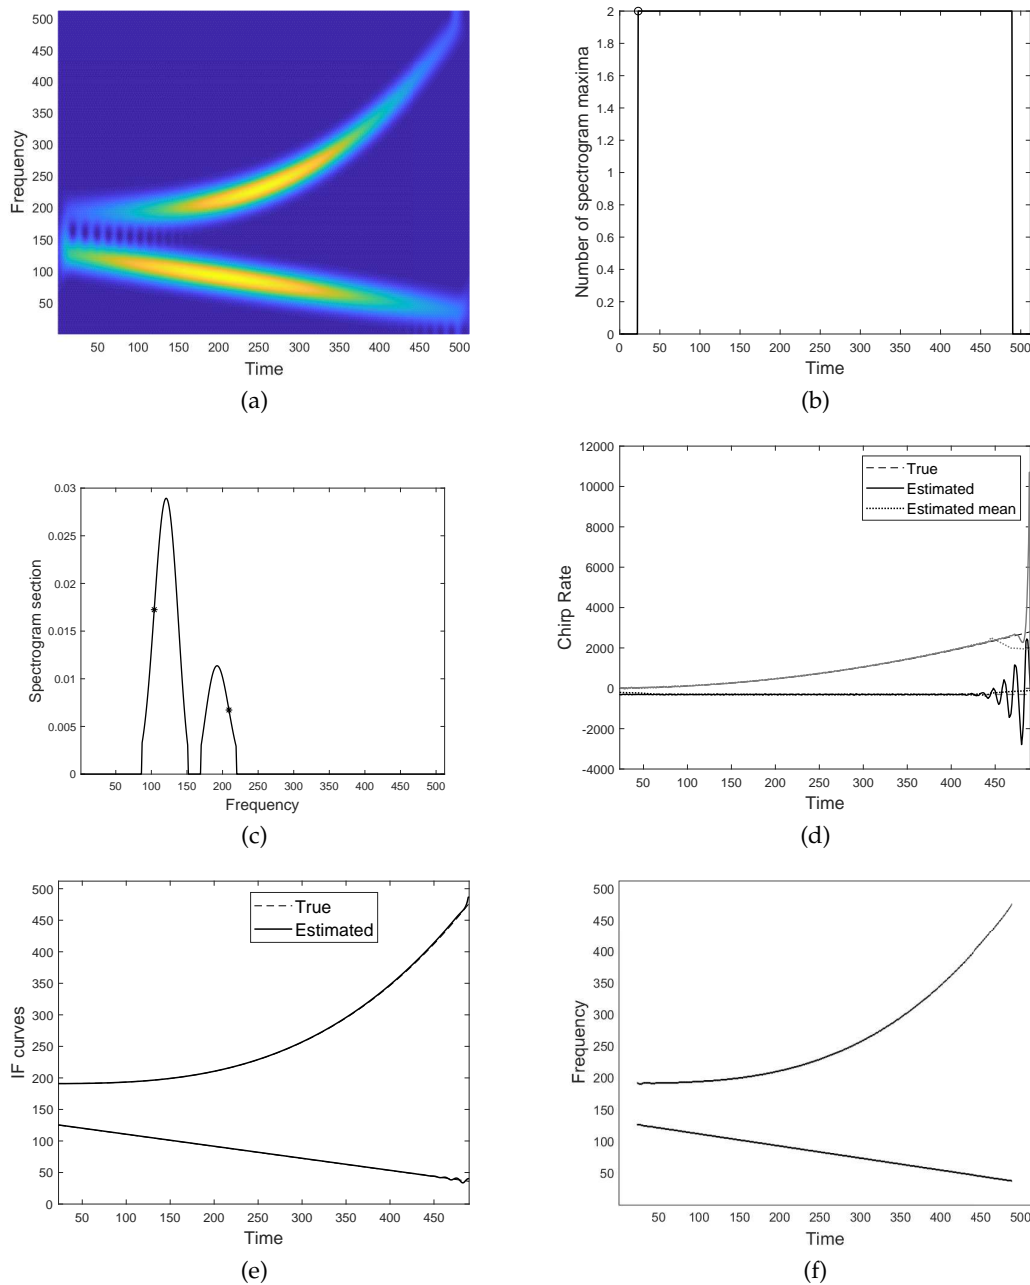 500
450
400
350
300
250
200
150
100
50
Frequency
50 100 150 200 250 300 350 400 450 500
Time
(a)
2
1.8
1.6
1.4
1.2
1
0.8
0.6
0.4
0.2
0
Number of spectrogram maxima
0 50 100 150 200 250 300 350 400 450 500
Time
(b)
0.03
0.025
0.02
0.015
0.01
0.005
0
Spectrogram section
50 100 150 200 250 300 350 400 450 500
Frequency
(c)
12000
10000
8000
6000
4000
2000
0
-2000
-4000
Chirp Rate
True
Estimated
Estimated mean
50 100 150 200 250 300 350 400 450
Time
(d)
500
450
400
350
300
250
200
150
100
50
0
IF curves
True
Estimated
50 100 150 200 250 300 350 400 450
Time
(e)
500
450
400
350
300
250
200
150
100
50
Frequency
50 100 150 200 250 300 350 400 450 500
Time
(f)